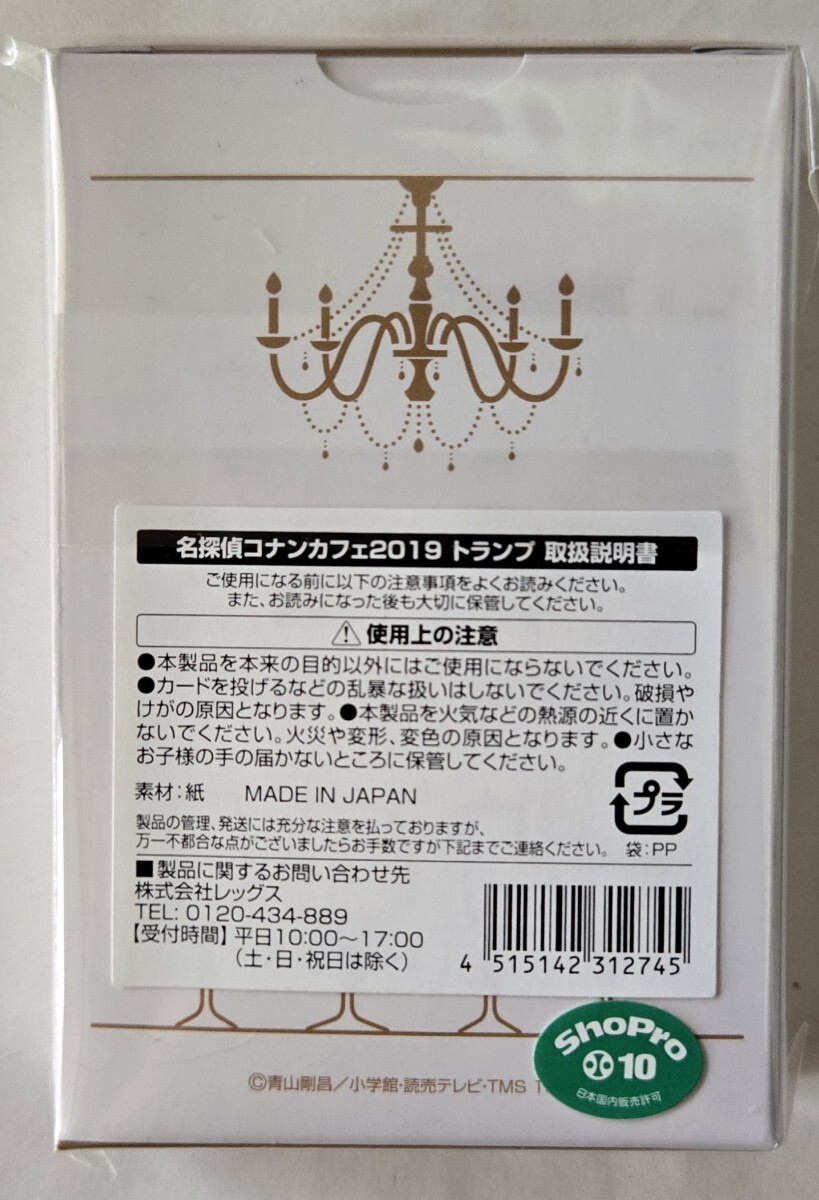 名探偵コナンカフェ2019 トランプ 取扱説明書
ご使用になる前に以下の注意事項をよくお読みください。
また、お読みになった後も大切に保管してください。
使用上の注意
●本製品を本来の目的以外にはご使用にならないでください。
●カードを投げるなどの乱暴な扱いはしないでください。破損や
けがの原因となります。●本製品を火気などの熱源の近くに置か
ないでください。火災や変形、変色の原因となります。●小さな
お子様の手の届かないところに保管してください。
素材:紙 MADE IN JAPAN
プラ
製品の管理、発送には充分な注意を払っておりますが、
万一不都合な点がございましたらお手数ですが下記までご連絡ください。 袋:PP
■製品に関するお問い合わせ先
株式会社レッグス
TEL: 0120-434-889
【受付時間】平日10:00〜17:00
(土・日・祝日は除く)
4 515142 312745
ShoPro
10
日本国内販売許可
©青山剛昌/小学館・読売テレビ・TMS